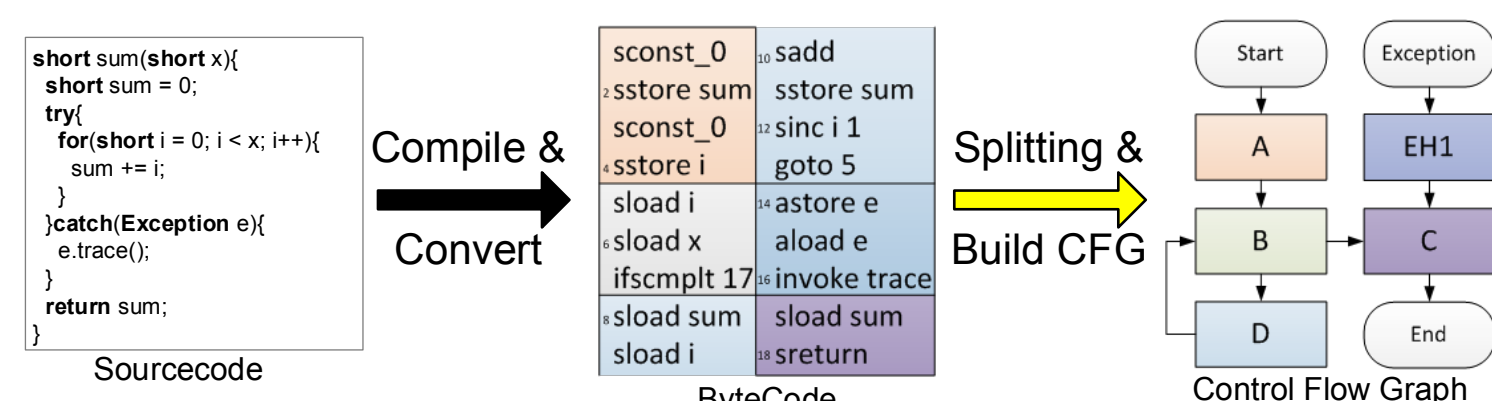 short sum(short x){
short sum = 0;
try{
for(short i = 0; i < x; i++){
sum += i;
}
}catch(Exception e){
e.trace();
}
return sum;
}
Sourcecode
Compile &
Convert
sconst_0
2 sstore sum
sconst_0
4 sstore i
sload i
6 sload x
ifscmplt 17
8 sload sum
sload i
10 sadd
sstore sum
12 sinc i 1
goto 5
14 astore e
aload e
16 invoke trace
sload sum
18 sreturn
ByteCode
Splitting &
Build CFG
Start
Exception
A
EH1
B
C
D
End
Control Flow Graph